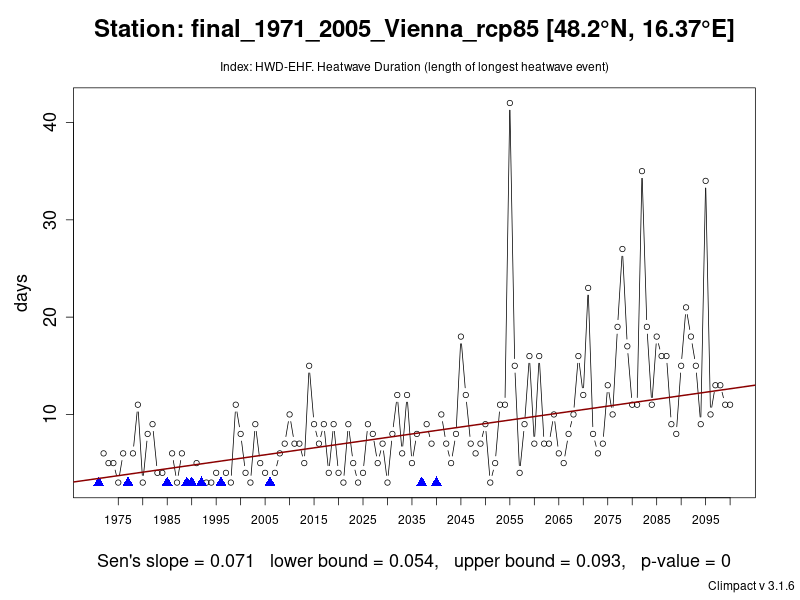 Station: final_1971_2005_Vienna_rcp85 [48.2°N, 16.37°E]
Index: HWD-EHF. Heatwave Duration (length of longest heatwave event)
days
40
30
20
10
1975 1985 1995 2005 2015 2025 2035 2045 2055 2065 2075 2085 2095
Sen's slope = 0.071 lower bound = 0.054, upper bound = 0.093, p-value = 0
Climpact v 3.1.6